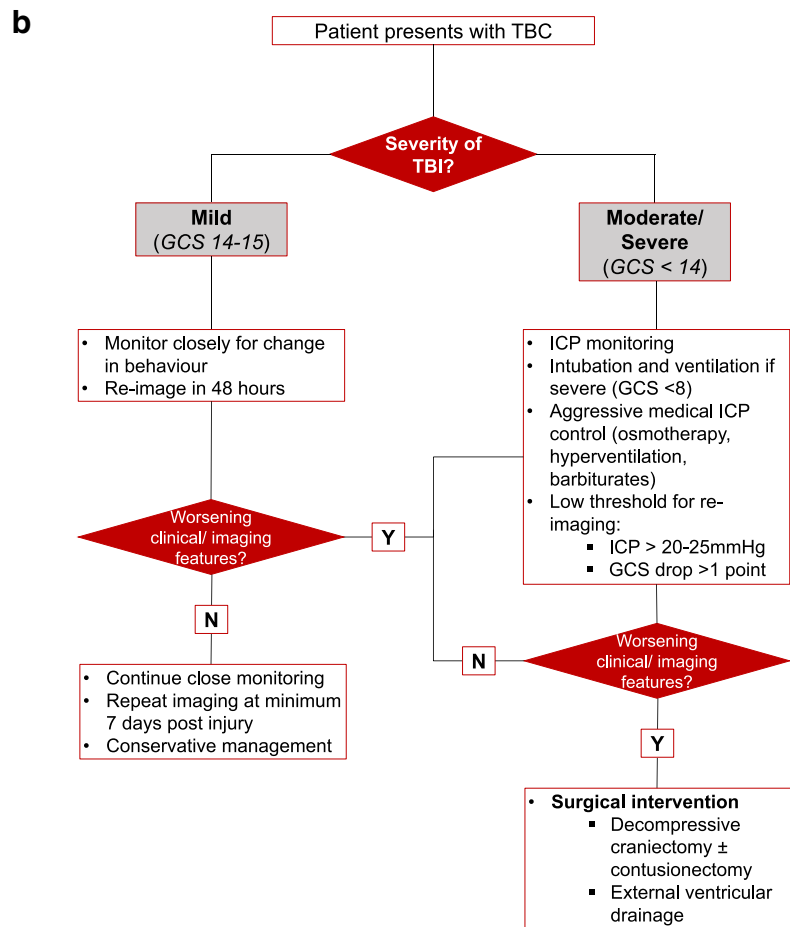 b
Patient presents with TBC
Severity of
TBI?
Mild
(GCS 14-15)
Moderate/
Severe
(GCS < 14)
• Monitor closely for change
in behaviour
• Re-image in 48 hours
• ICP monitoring
• Intubation and ventilation if
severe (GCS <8)
• Aggressive medical ICP
control (osmotherapy,
hyperventilation,
barbiturates)
• Low threshold for re-
imaging:
▪ ICP > 20-25mmHg
▪ GCS drop >1 point
Worsening
clinical/ imaging
features?
Y
N
• Continue close monitoring
• Repeat imaging at minimum
7 days post injury
• Conservative management
Worsening
clinical/ imaging
features?
N
Y
• Surgical intervention
▪ Decompressive
craniectomy ±
contusionectomy
▪ External ventricular
drainage